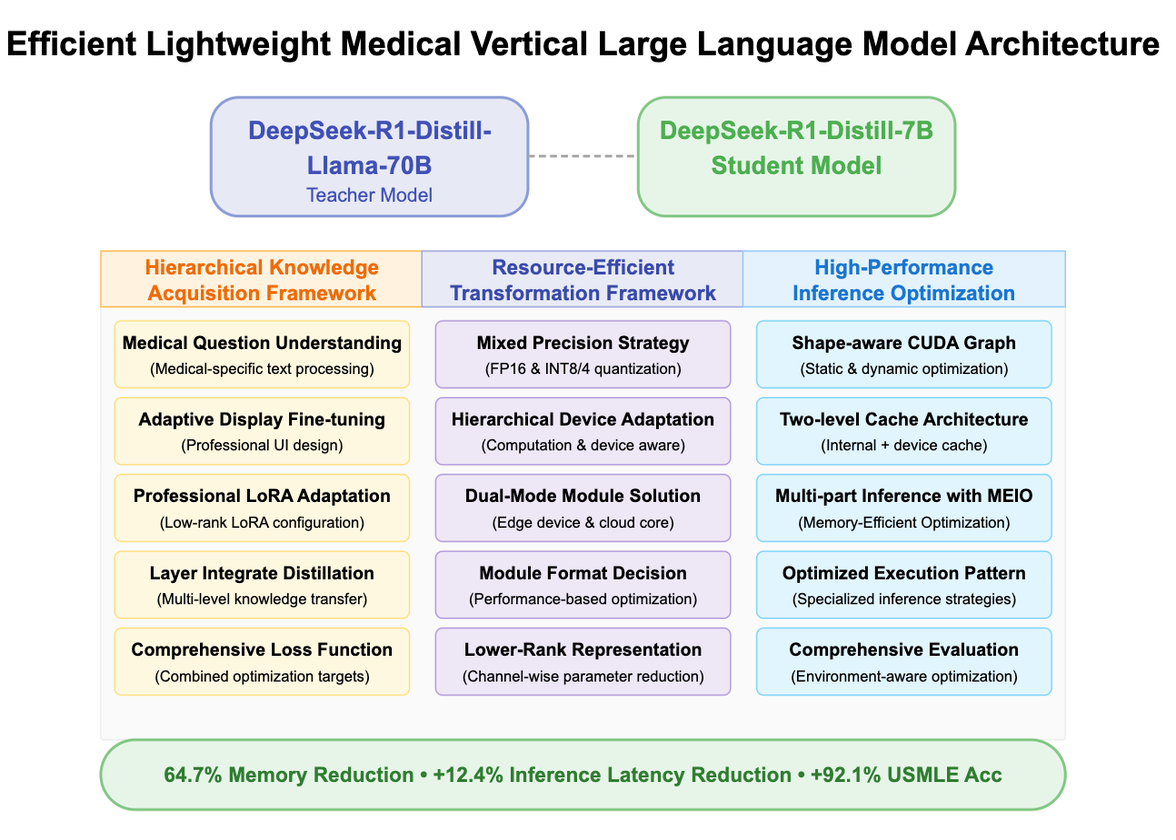 Efficient Lightweight Medical Vertical Large Language Model Architecture
DeepSeek-R1-Distill-
Llama-70B
Teacher Model
DeepSeek-R1-Distill-7B
Student Model
Hierarchical Knowledge
Acquisition Framework
Medical Question Understanding
(Medical-specific text processing)
Adaptive Display Fine-tuning
(Professional UI design)
Professional LoRA Adaptation
(Low-rank LoRA configuration)
Layer Integrate Distillation
(Multi-level knowledge transfer)
Comprehensive Loss Function
(Combined optimization targets)
Resource-Efficient
Transformation Framework
Mixed Precision Strategy
(FP16 & INT8/4 quantization)
Hierarchical Device Adaptation
(Computation & device aware)
Dual-Mode Module Solution
(Edge device & cloud core)
Module Format Decision
(Performance-based optimization)
Lower-Rank Representation
(Channel-wise parameter reduction)
High-Performance
Inference Optimization
Shape-aware CUDA Graph
(Static & dynamic optimization)
Two-level Cache Architecture
(Internal + device cache)
Multi-part Inference with MEIO
(Memory-Efficient Optimization)
Optimized Execution Pattern
(Specialized inference strategies)
Comprehensive Evaluation
(Environment-aware optimization)
64.7% Memory Reduction • +12.4% Inference Latency Reduction • +92.1% USMLE Acc